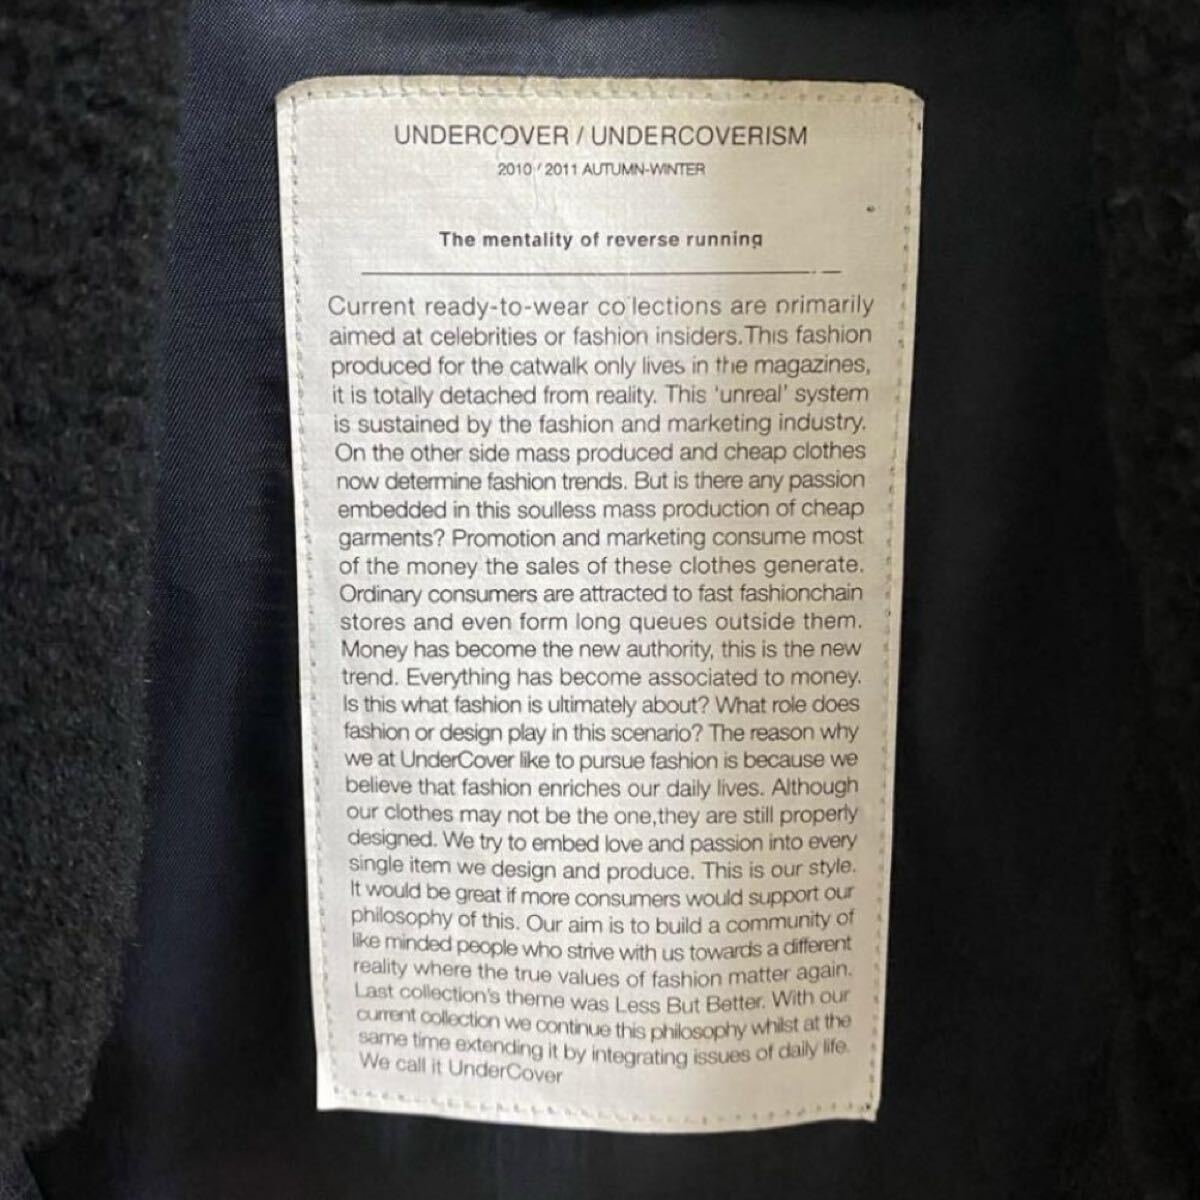 UNDERCOVER / UNDERCOVERISM
2010 / 2011 AUTUMN-WINTER
The mentality of reverse running
Current ready-to-wear collections are primarily
aimed at celebrities or fashion insiders.This fashion
produced for the catwalk only lives in the magazines,
it is totally detached from reality. This 'unreal' system
is sustained by the fashion and marketing industry.
On the other side mass produced and cheap clothes
now determine fashion trends. But is there any passion
embedded in this soulless mass production of cheap
garments? Promotion and marketing consume most
of the money the sales of these clothes generate.
Ordinary consumers are attracted to fast fashionchain
stores and even form long queues outside them.
Money has become the new authority, this is the new
trend. Everything has become associated to money.
Is this what fashion is ultimately about? What role does
fashion or design play in this scenario? The reason why
we at UnderCover like to pursue fashion is because we
believe that fashion enriches our daily lives. Although
our clothes may not be the one,they are still properly
designed. We try to embed love and passion into every
single item we design and produce. This is our style.
It would be great if more consumers would support our
philosophy of this. Our aim is to build a community of
like minded people who strive with us towards a different
reality where the true values of fashion matter again.
Last collection's theme was Less But Better. With our
current collection we continue this philosophy whilst at the
same time extending it by integrating issues of daily life.
We call it UnderCover